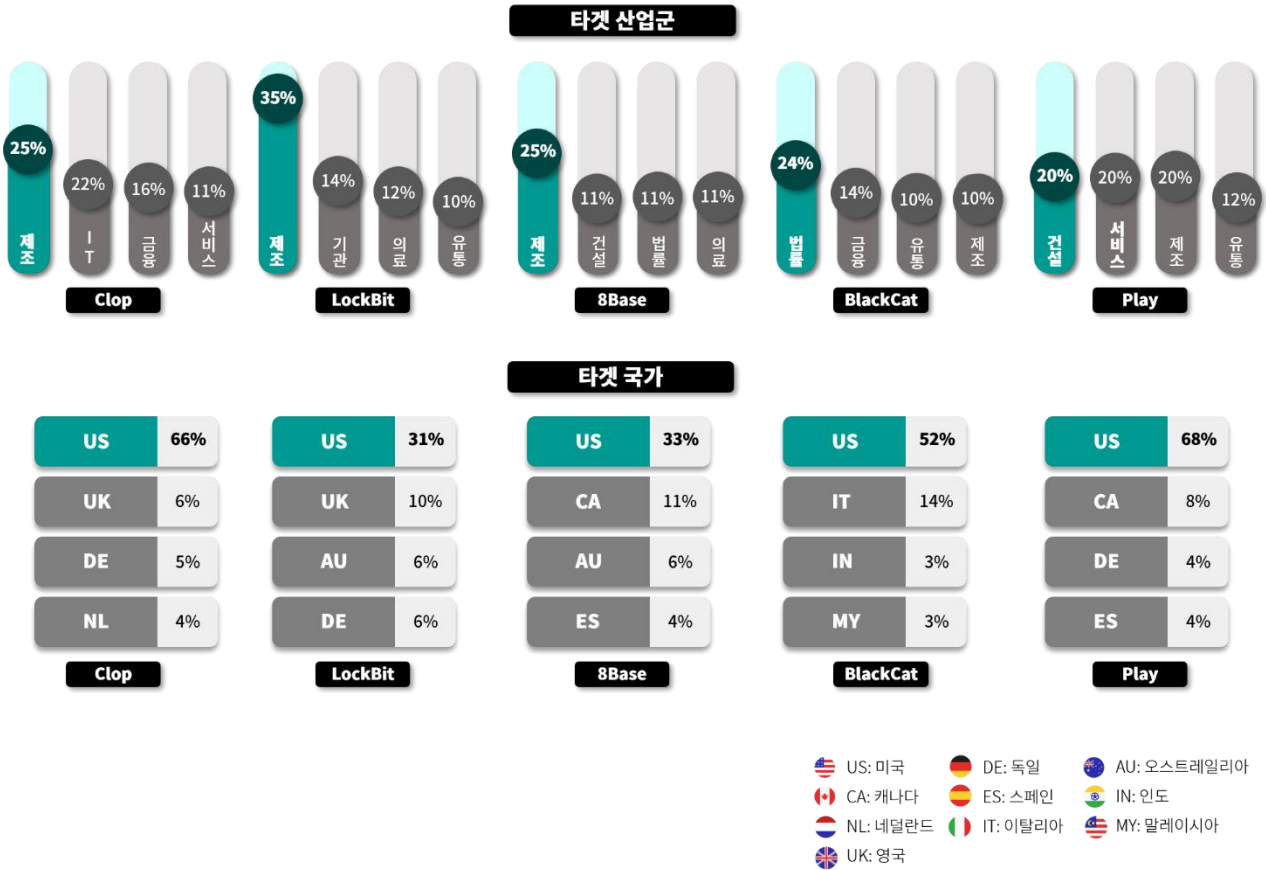 타겟 산업군
25%
22%
16%
11%
제조
IT
금융
서비스
Clop
35%
14%
12%
10%
제조
기관
의료
유통
LockBit
25%
11%
11%
11%
제조
건설
법률
의료
8Base
24%
14%
10%
10%
법률
금융
유통
제조
BlackCat
20%
20%
20%
12%
건설
서비스
제조
유통
Play
타겟 국가
US 66%
UK 6%
DE 5%
NL 4%
Clop
US 31%
UK 10%
AU 6%
DE 6%
LockBit
US 33%
CA 11%
AU 6%
ES 4%
8Base
US 52%
IT 14%
IN 3%
MY 3%
BlackCat
US 68%
CA 8%
DE 4%
ES 4%
Play
US: 미국
DE: 독일
AU: 오스트레일리아
CA: 캐나다
ES: 스페인
IN: 인도
NL: 네덜란드
IT: 이탈리아
MY: 말레이시아
UK: 영국